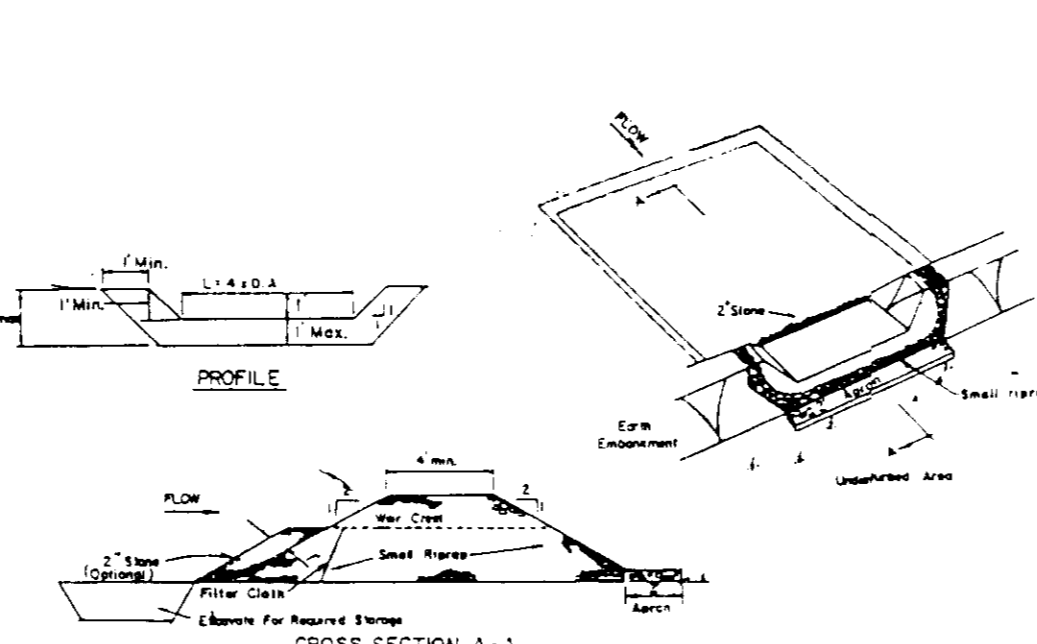 FLOW
A
1' Min.
L = 4 x D.A
1' Min.
1'
1
1' Max.
PROFILE
2" Stone
Apron
Small ripr
Earth
Embankment
A
Undisturbed Area
4' min.
FLOW
2
1
2
1
Weir Crest
2" Stone
(Optional)
Small Riprap
Filter Cloth
Apron
Excavate For Required Storage
CROSS SECTION A-